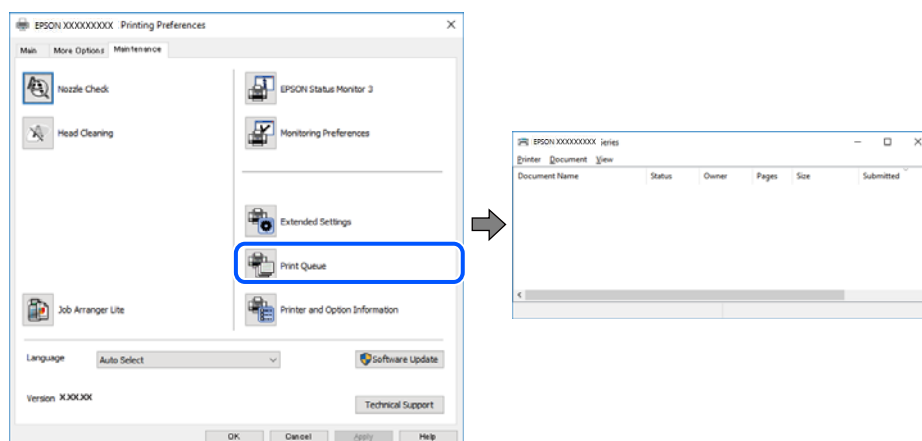 EPSON XXXXXXXXX Printing Preferences
Main More Options Maintenance
Nozzle Check
EPSON Status Monitor 3
Head Cleaning
Monitoring Preferences
Extended Settings
Print Queue
Job Arranger Lite
Printer and Option Information
Language Auto Select Software Update
Version X.XX.XX
Technical Support
OK Cancel Apply Help
EPSON XXXXXXXXX jeries
Printer Document View
Document Name Status Owner Pages Size Submitted